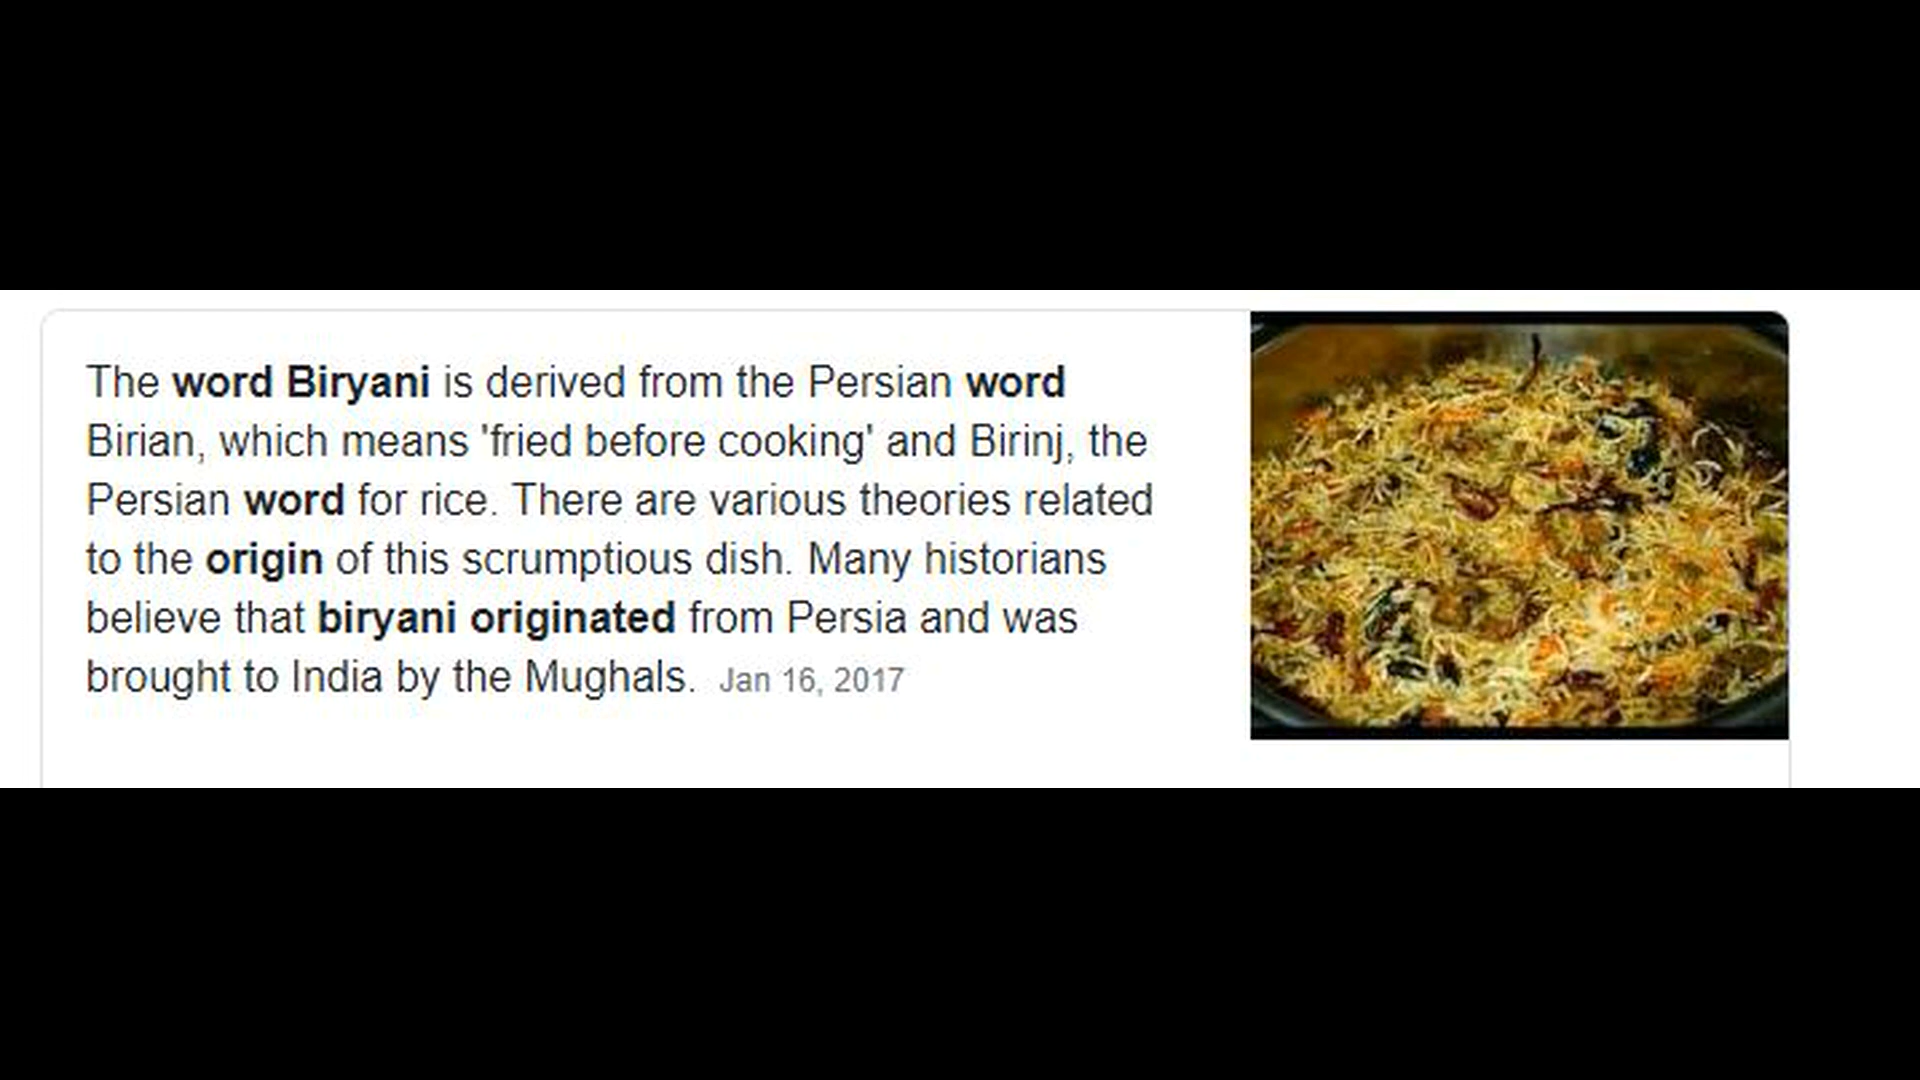 The word Biryani is derived from the Persian word
Birian, which means 'fried before cooking' and Birinj, the
Persian word for rice. There are various theories related
to the origin of this scrumptious dish. Many historians
believe that biryani originated from Persia and was
brought to India by the Mughals. Jan 16, 2017